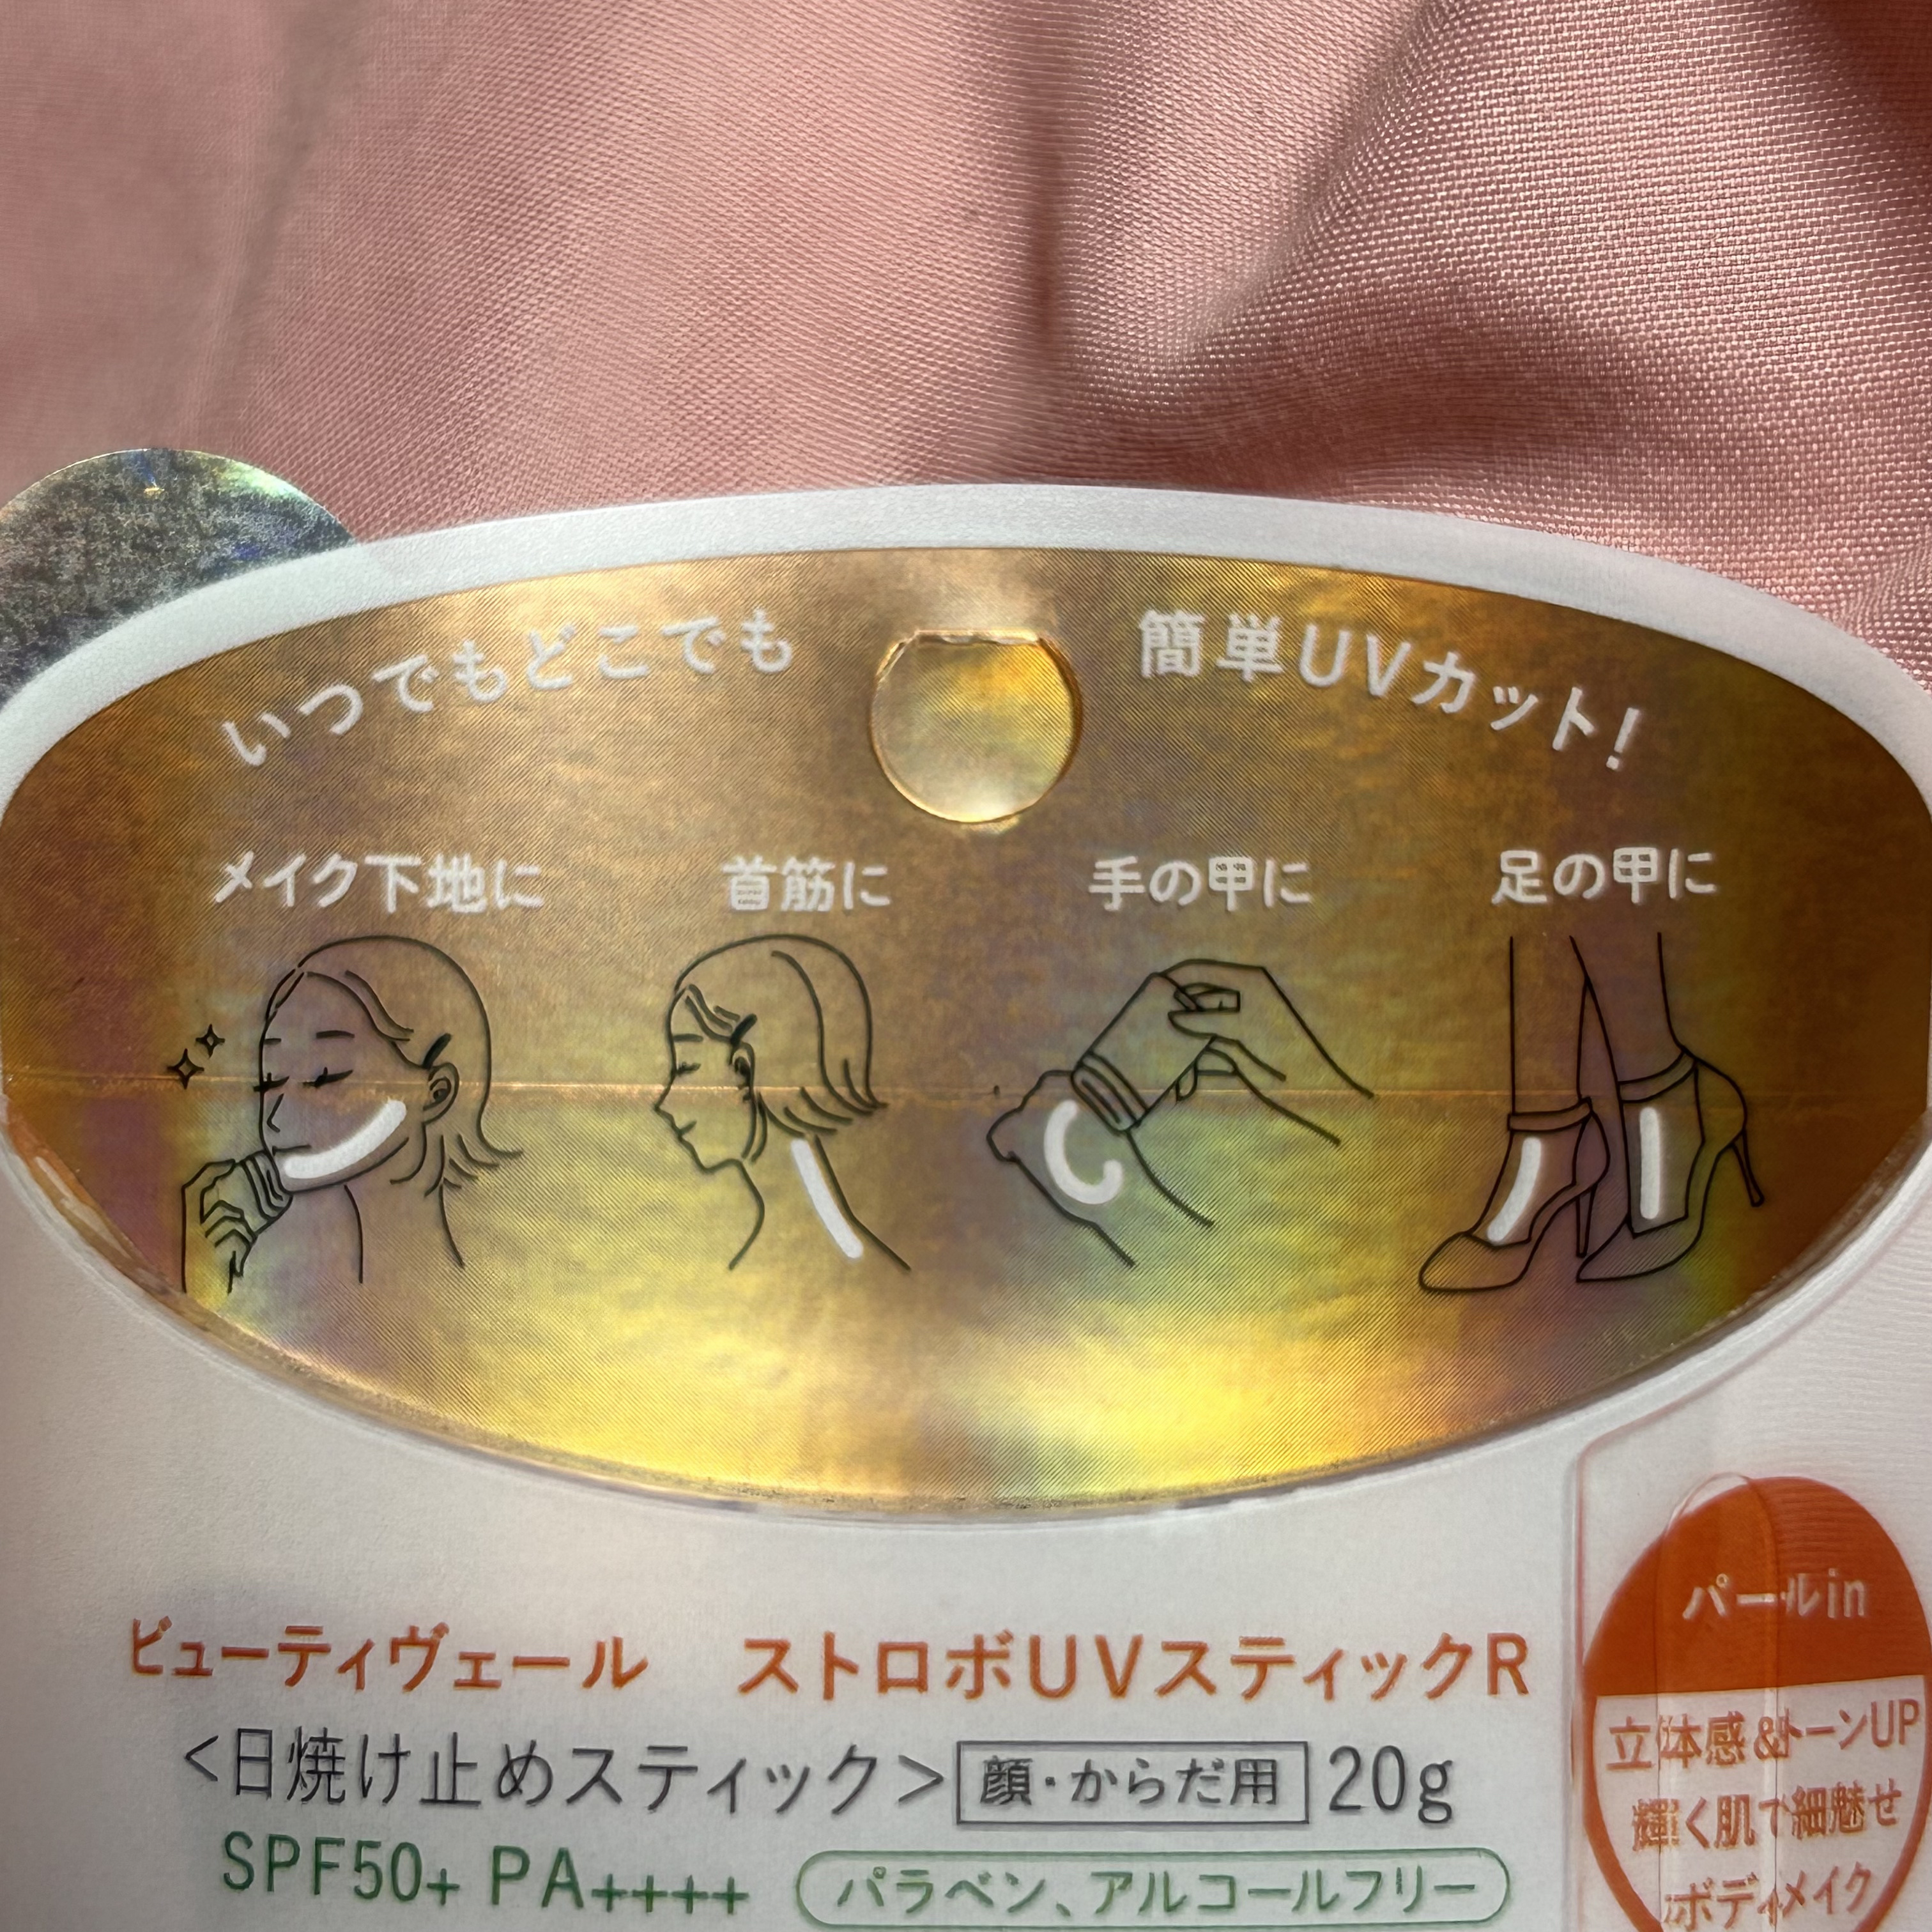 いつでもどこでも 簡単UVカット!
メイク下地に 首筋に 手の甲に 足の甲に
ビューティヴェール ストロボUVスティックR
<日焼け止めスティック> 顔・からだ用 20g
SPF50+ PA++++ パラベン、アルコールフリー
パールin
立体感&トーンUP
輝く肌で細魅せ
ボディメイク